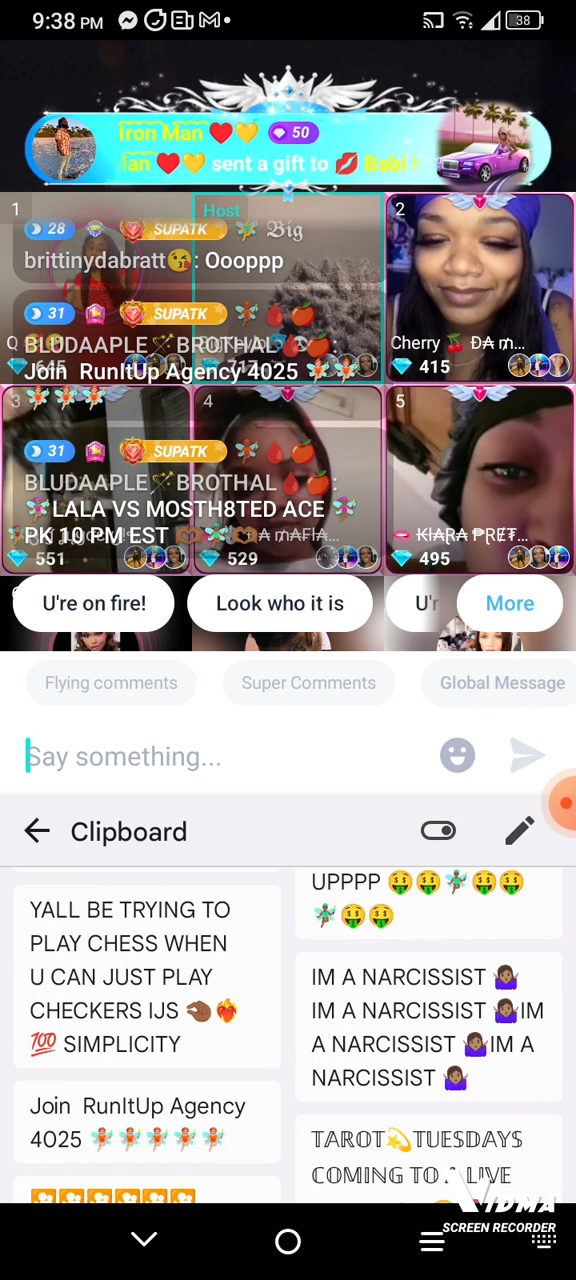 9:38 PM
38
Iron Man ❤️💛 50
Man ❤️💛 sent a gift to 💋 Babi
1
Host
2
28 SUPATK 🧚 𝔅𝔦𝔤
brittinydabratt😘: Oooppp
31 SUPATK 🧚🩸🍎
BLUDAAPLE🪄BROTHAL🩸🍎:
Join RunItUp Agency 4025 🧚🧚
🧚🧚🧚
Cherry 🍒 D̶A̶
415
3
4
5
31 SUPATK 🧚🩸🍎
BLUDAAPLE🪄BROTHAL🩸🍎:
🧚LALA VS MOSTH8TED ACE 🧚
PK 10 PM EST 🫶🧚🫶
K̶I̶A̶R̶A̶
551
529
495
U're on fire!
Look who it is
U'r
More
Flying comments
Super Comments
Global Message
Say something...
Clipboard
YALL BE TRYING TO
PLAY CHESS WHEN
U CAN JUST PLAY
CHECKERS IJS 🤏🏾❤️‍🔥
💯 SIMPLICITY
Join RunItUp Agency
4025 🧚🧚🧚🧚🧚
UPPPP 🤑🤑🧚🏾🤑🤑
🧚🏾🤑🤑
IM A NARCISSIST 🤷🏾‍♀️
IM A NARCISSIST 🤷🏾‍♀️IM
A NARCISSIST 🤷🏾‍♀️IM A
NARCISSIST 🤷🏾‍♀️
𝕋𝔸ℝ𝕆𝕋💫𝕋𝕌𝔼𝕊𝔻𝔸𝕐𝕊
ℂ𝕆𝕄𝕀ℕ𝔾 𝕋𝕆 𝔸 𝕃𝕀𝕍𝔼
VIDMA
SCREEN RECORDER